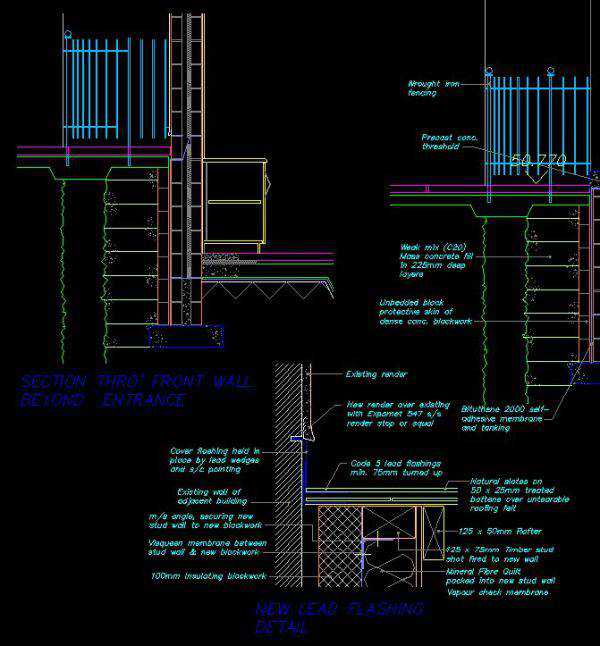 Wrought iron
fencing
Precast conc.
threshold
50.770
Weak mix (C20)
Mass concrete fill
in 225mm deep
layers
Unbedded block
protective skin of
dense conc. blockwork
SECTION THRO' FRONT WALL
BEYOND ENTRANCE
Existing render
New render over existing
with Expamet 547 s/s
render stop or equal
Bituthane 2000 self-
adhesive membrane
and tanking
Cover flashing held in
place by lead wedges
and s/c pointing
Code 5 lead flashings
min. 75mm turned up
Natural slates on
50 x 25mm treated
battens over untearable
roofing felt
Existing wall of
adjacent building
m/s angle, securing new
stud wall to new blockwork
Visqueen membrane between
stud wall & new blockwork
100mm insulating blockwork
125 x 50mm Rafter
125 x 75mm Timber stud
shot fired to new wall
Mineral Fibre Quilt
packed into new stud wall
Vapour check membrane
NEW LEAD FLASHING
DETAIL